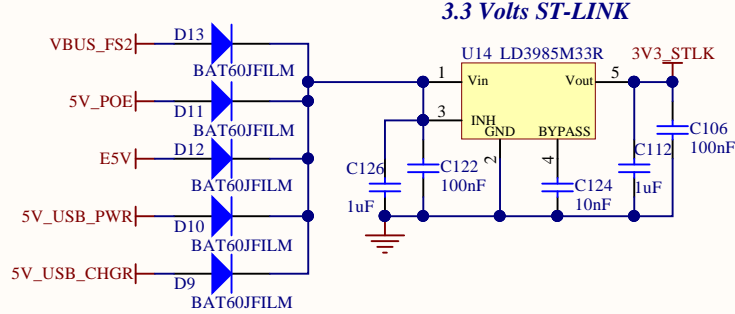 3.3 Volts ST-LINK
VBUS_FS2
D13
BAT60JFILM
5V_POE
D11
BAT60JFILM
E5V
D12
BAT60JFILM
5V_USB_PWR
D10
BAT60JFILM
5V_USB_CHGR
D9
BAT60JFILM
U14 LD3985M33R
1
Vin
Vout
5
3V3_STLK
3
INH
GND
BYPASS
2
4
C126
1uF
C122
100nF
C124
10nF
C112
1uF
C106
100nF